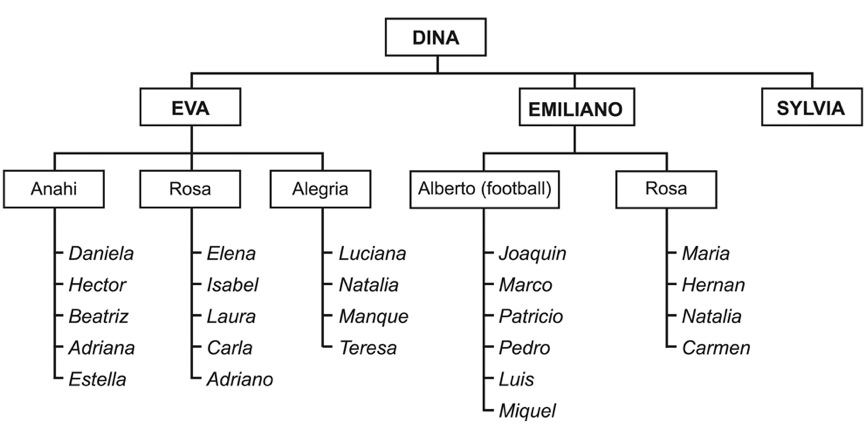 DINA
EVA
EMILIANO
SYLVIA
Anahi
Rosa
Alegria
Alberto (football)
Rosa
Daniela
Hector
Beatriz
Adriana
Estella
Elena
Isabel
Laura
Carla
Adriano
Luciana
Natalia
Manque
Teresa
Joaquin
Marco
Patricio
Pedro
Luis
Miquel
Maria
Hernan
Natalia
Carmen